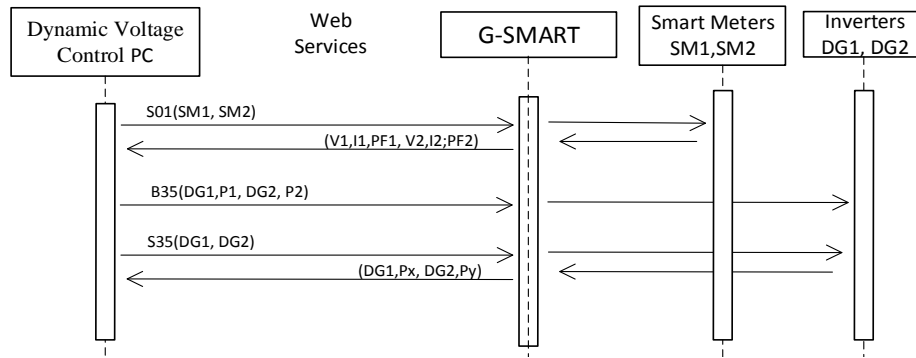 Dynamic Voltage
Control PC
Web
Services
G-SMART
Smart Meters
SM1,SM2
Inverters
DG1, DG2
S01(SM1, SM2)
(V1,I1,PF1, V2,I2;PF2)
B35(DG1,P1, DG2, P2)
S35(DG1, DG2)
(DG1,Px, DG2,Py)